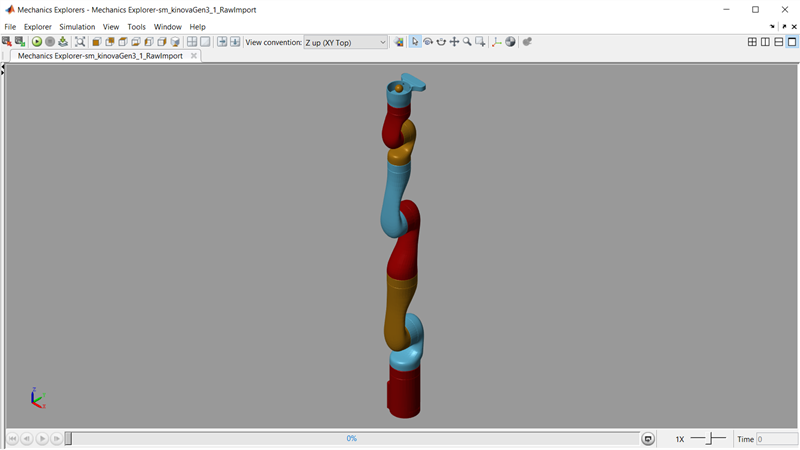 Mechanics Explorers - Mechanics Explorer-sm_kinovaGen3_1_RawImport
File Explorer Simulation View Tools Window Help
View convention: Z up (XY Top)
Mechanics Explorer-sm_kinovaGen3_1_RawImport
Z
Y
X
0% 1X Time 0